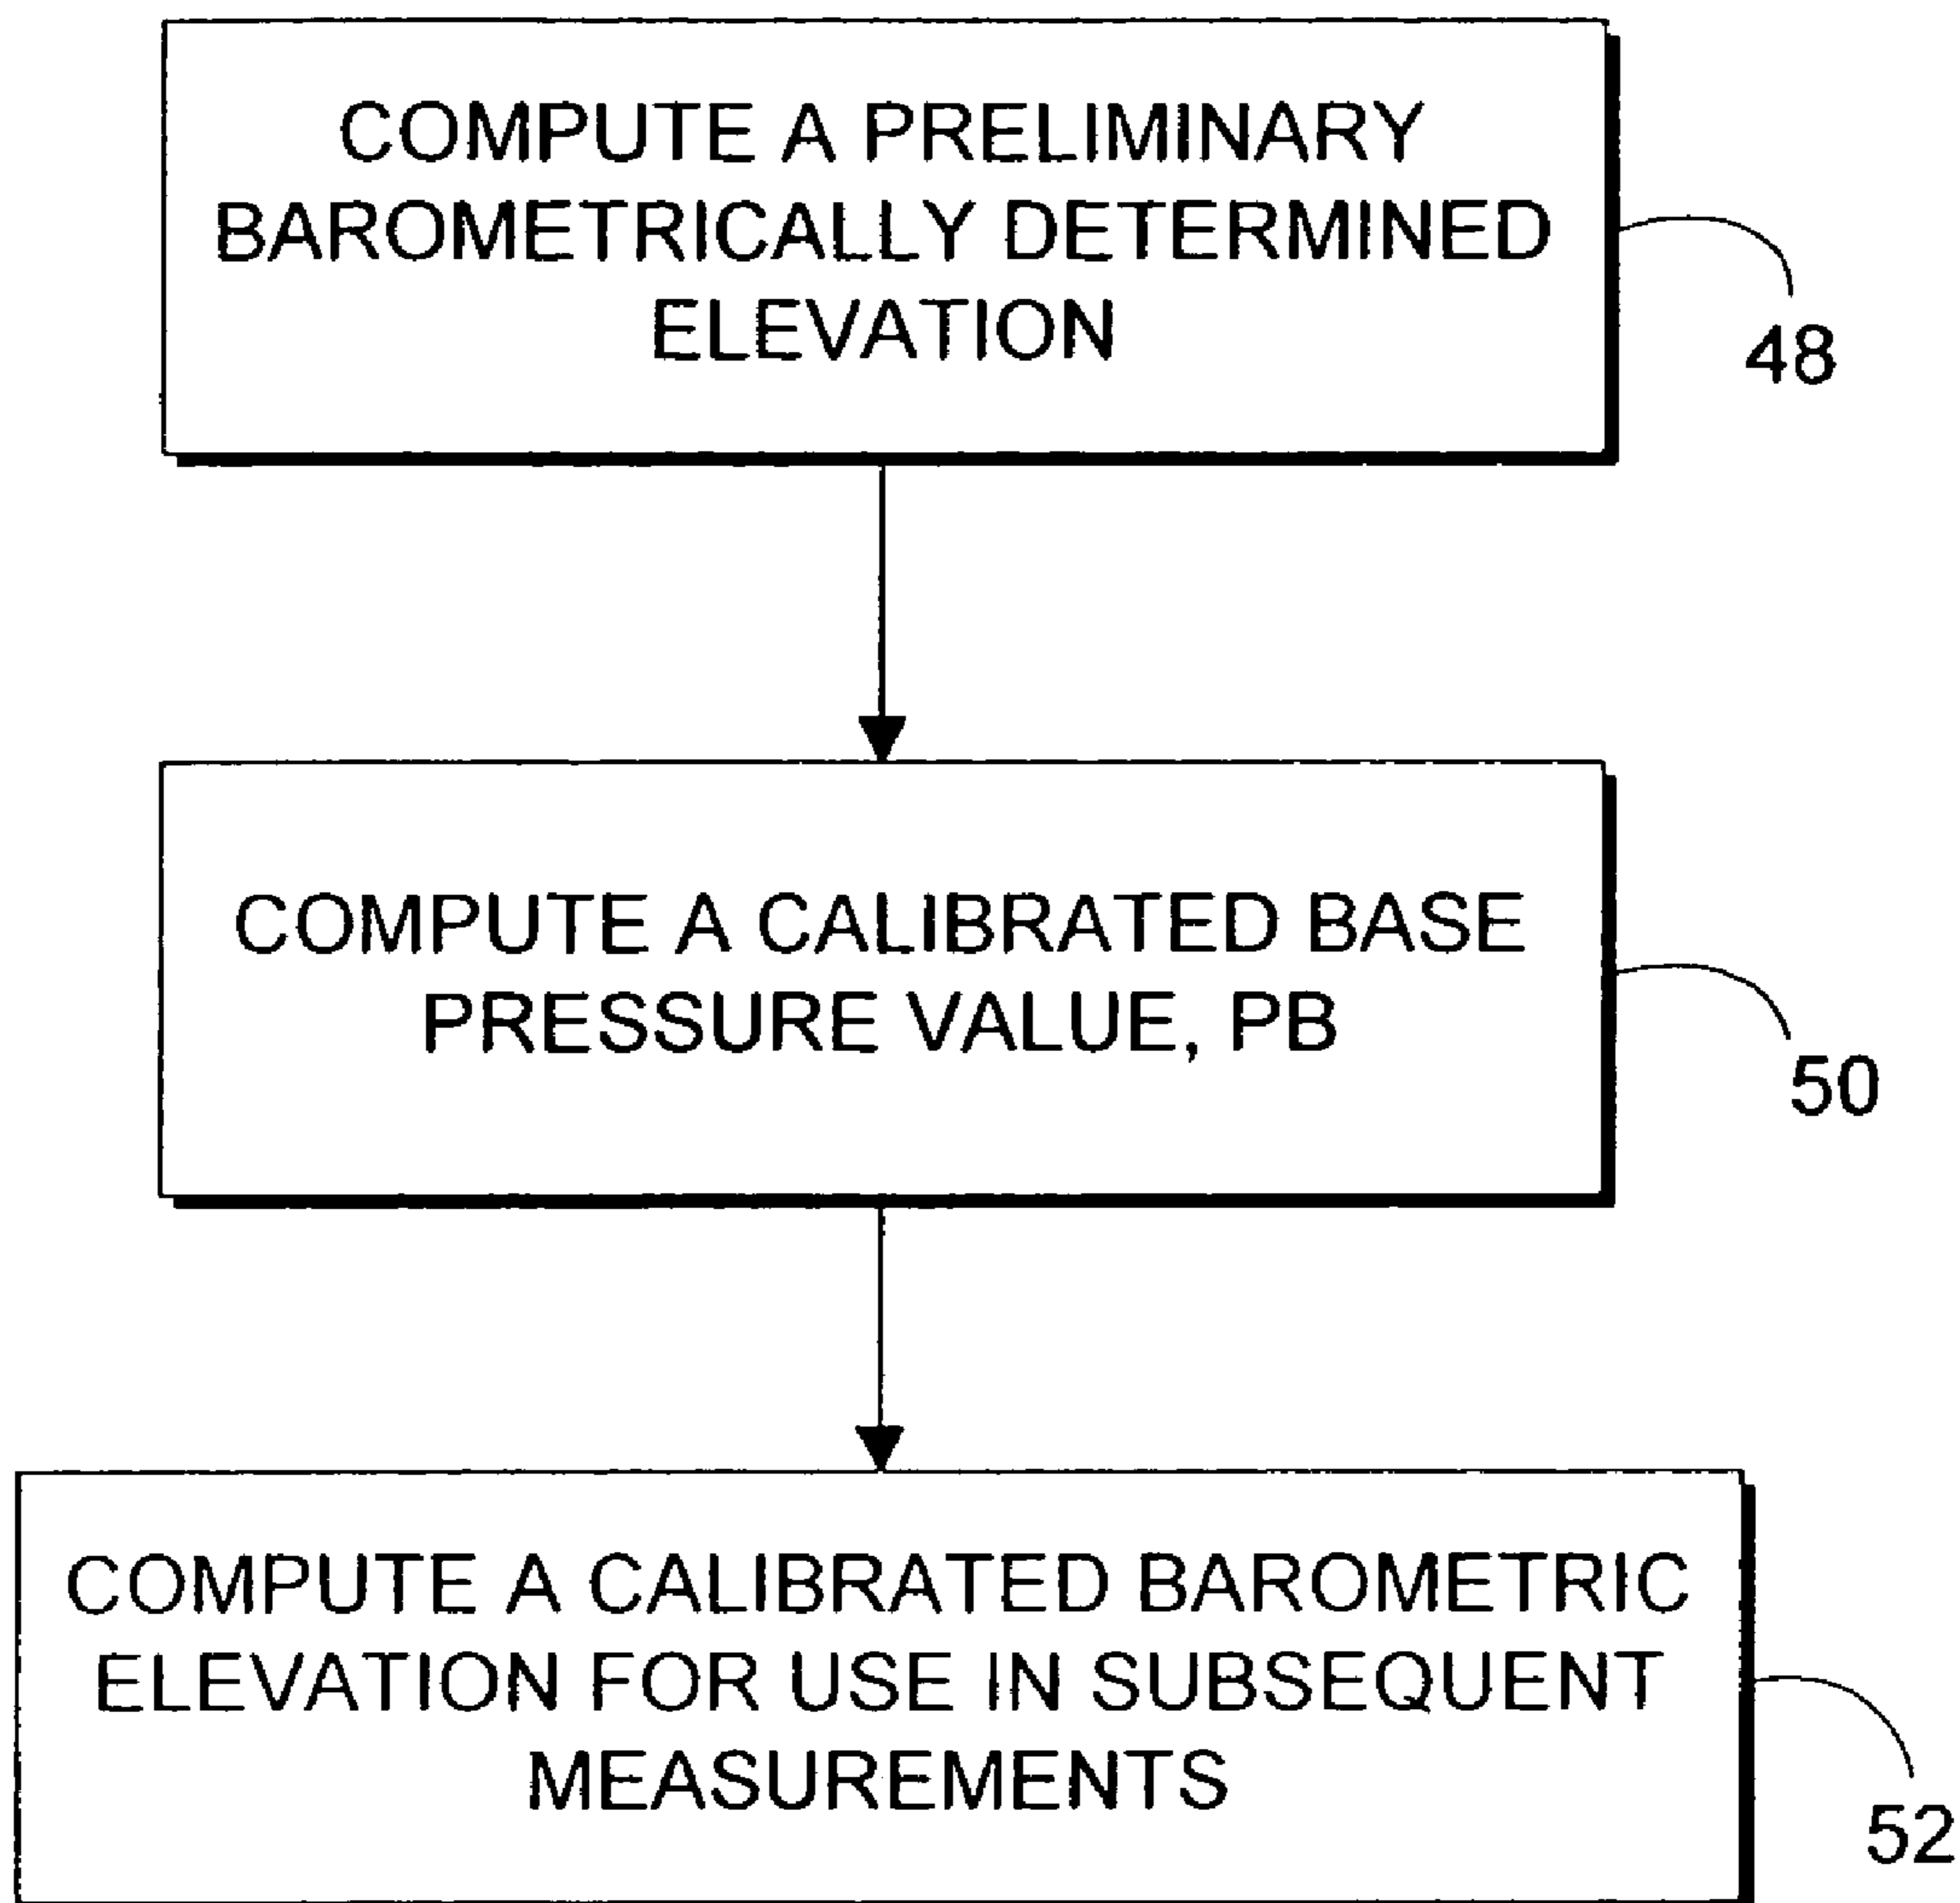 COMPUTE A PRELIMINARY
BAROMETRICALLY DETERMINED
ELEVATION
48
COMPUTE A CALIBRATED BASE
PRESSURE VALUE, PB
50
COMPUTE A CALIBRATED BAROMETRIC
ELEVATION FOR USE IN SUBSEQUENT
MEASUREMENTS
52